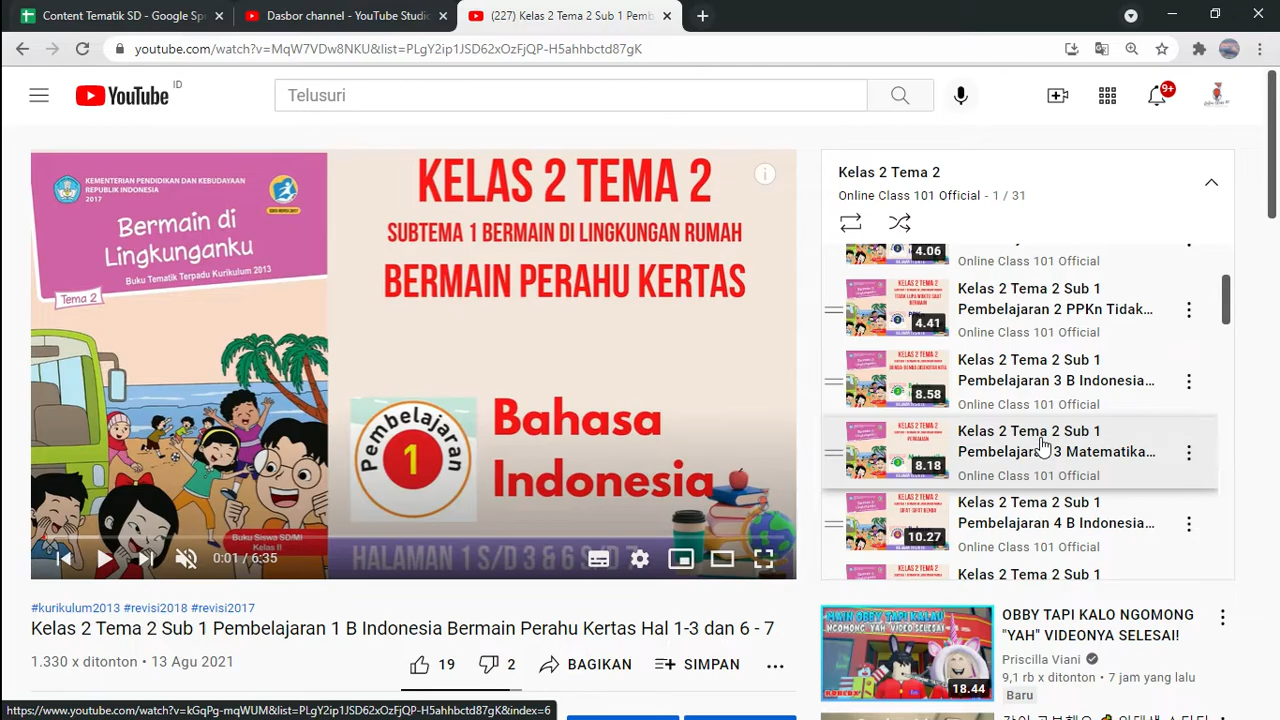 Content Tematik SD - Google Spr
Dasbor channel - YouTube Studio
(227) Kelas 2 Tema 2 Sub 1 Pemb
youtube.com/watch?v=MqW7VDw8NKU&list=PLgY2ip1JSD62xOzFjQP-H5ahhbctd87gK
YouTube
ID
Telusuri
9+
KEMENTERIAN PENDIDIKAN DAN KEBUDAYAAN
REPUBLIK INDONESIA
2017
Bermain di
Lingkunganku
Buku Tematik Terpadu Kurikulum 2013
Tema 2
Buku Siswa SD/MI
Kelas II
KELAS 2 TEMA 2
SUBTEMA 1 BERMAIN DI LINGKUNGAN RUMAH
BERMAIN PERAHU KERTAS
Pembelajaran
1
Bahasa
Indonesia
HALAMAN S/D 3 & 6 S/D 7
0:01 / 6:35
Kelas 2 Tema 2
Online Class 101 Official - 1 / 31
4.06
Online Class 101 Official
4.41
Kelas 2 Tema 2 Sub 1
Pembelajaran 2 PPKn Tidak...
Online Class 101 Official
8.58
Kelas 2 Tema 2 Sub 1
Pembelajaran 3 B Indonesia...
Online Class 101 Official
8.18
Kelas 2 Tema 2 Sub 1
Pembelajaran 3 Matematika...
Online Class 101 Official
10.27
Kelas 2 Tema 2 Sub 1
Pembelajaran 4 B Indonesia...
Online Class 101 Official
Kelas 2 Tema 2 Sub 1
#kurikulum2013 #revisi2018 #revisi2017
Kelas 2 Tema 2 Sub 1 Pembelajaran 1 B Indonesia Bermain Perahu Kertas Hal 1-3 dan 6 - 7
1.330 x ditonton • 13 Agu 2021
19
2
BAGIKAN
SIMPAN
18.44
OBBY TAPI KALO NGOMONG
"YAH" VIDEONYA SELESAI!
Priscilla Viani
9,1 rb x ditonton • 7 jam yang lalu
Baru
https://www.youtube.com/watch?v=kGqPg-mqWUM&list=PLgY2ip1JSD62xOzFjQP-H5ahhbctd87gK&index=6